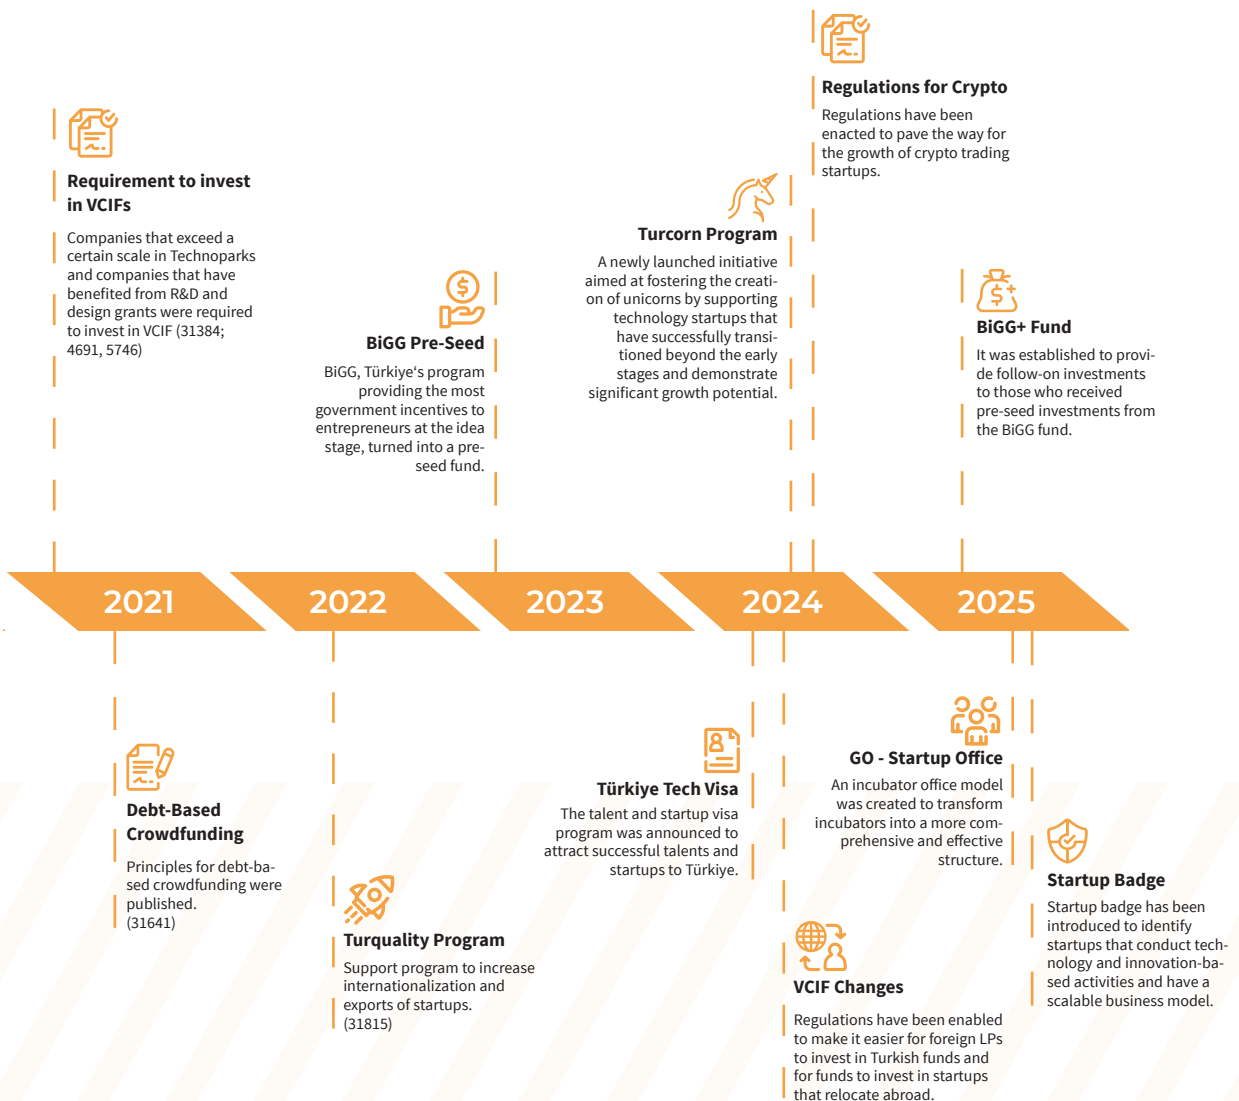 Regulations for Crypto
Regulations have been
enacted to pave the way for
the growth of crypto trading
startups.
Requirement to invest
in VCIFs
Companies that exceed a
certain scale in Technoparks
and companies that have
benefited from R&D and
design grants were required
to invest in VCIF (31384;
4691, 5746)
BiGG Pre-Seed
BiGG, Türkiye‘s program
providing the most
government incentives to
entrepreneurs at the idea
stage, turned into a pre-
seed fund.
Turcorn Program
A newly launched initiative
aimed at fostering the creati-
on of unicorns by supporting
technology startups that
have successfully transi-
tioned beyond the early
stages and demonstrate
significant growth potential.
BiGG+ Fund
It was established to provi-
de follow-on investments
to those who received
pre-seed investments from
the BiGG fund.
2021
2022
2023
2024
2025
Debt-Based
Crowdfunding
Principles for debt-ba-
sed crowdfunding were
published.
(31641)
Turquality Program
Support program to increase
internationalization and
exports of startups.
(31815)
Türkiye Tech Visa
The talent and startup visa
program was announced to
attract successful talents and
startups to Türkiye.
VCIF Changes
Regulations have been enabled
to make it easier for foreign LPs
to invest in Turkish funds and
for funds to invest in startups
that relocate abroad.
GO - Startup Office
An incubator office model
was created to transform
incubators into a more com-
prehensive and effective
structure.
Startup Badge
Startup badge has been
introduced to identify
startups that conduct tech-
nology and innovation-ba-
sed activities and have a
scalable business model.